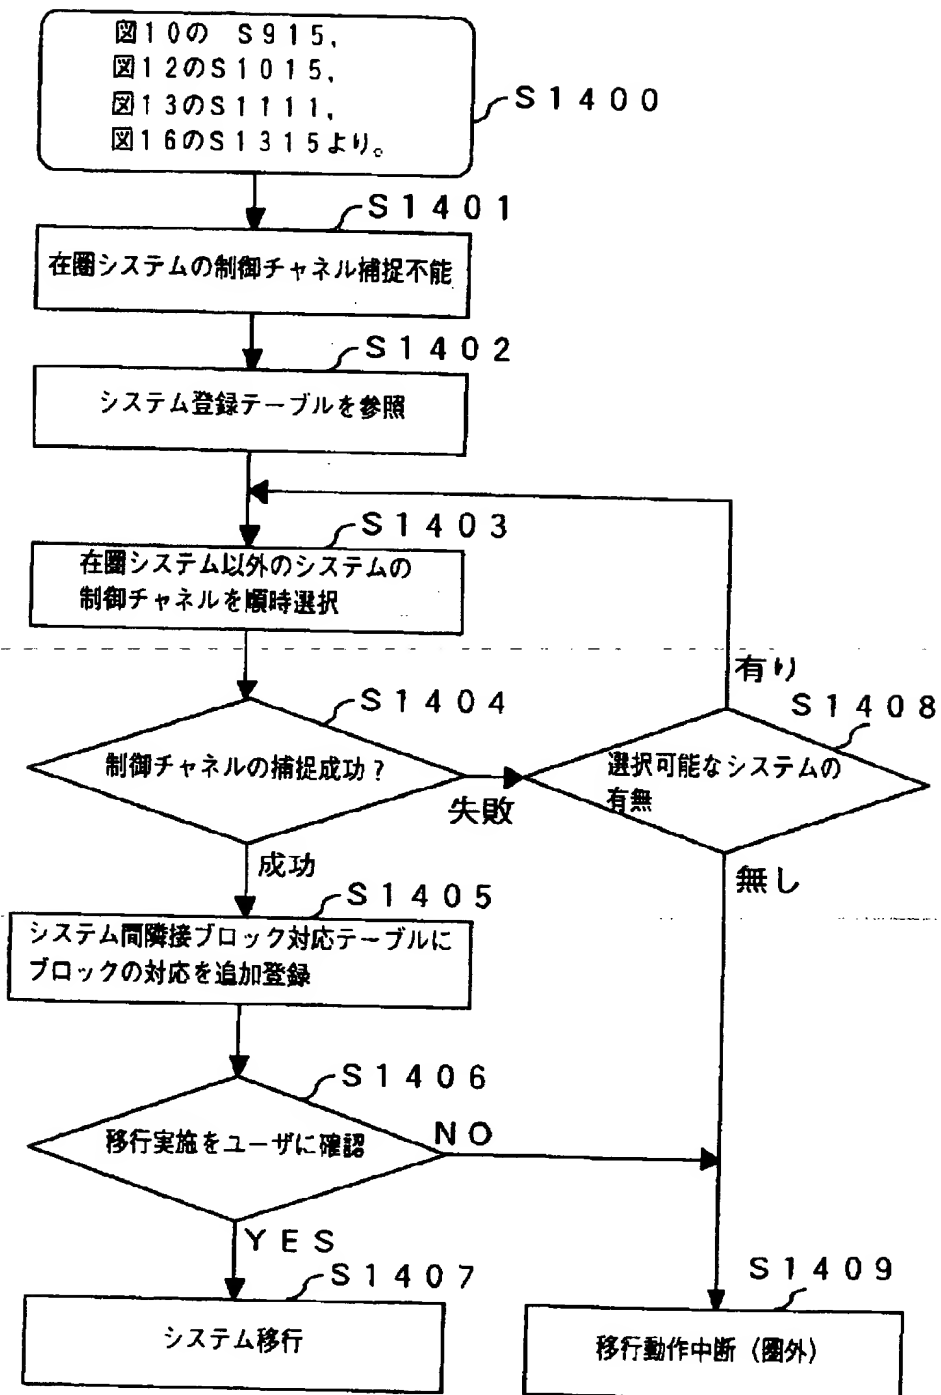 図10の S915,
図12のS1015,
図13のS1111,
図16のS1315より。
S1400
S1401
在圏システムの制御チャネル捕捉不能
S1402
システム登録テーブルを参照
S1403
在圏システム以外のシステムの
制御チャネルを順時選択
有り
S1404
S1408
制御チャネルの捕捉成功?
選択可能なシステムの
有無
失敗
成功
無し
S1405
システム間隣接ブロック対応テーブルに
ブロックの対応を追加登録
S1406
移行実施をユーザに確認
NO
YES
S1407
S1409
システム移行
移行動作中断(圏外)